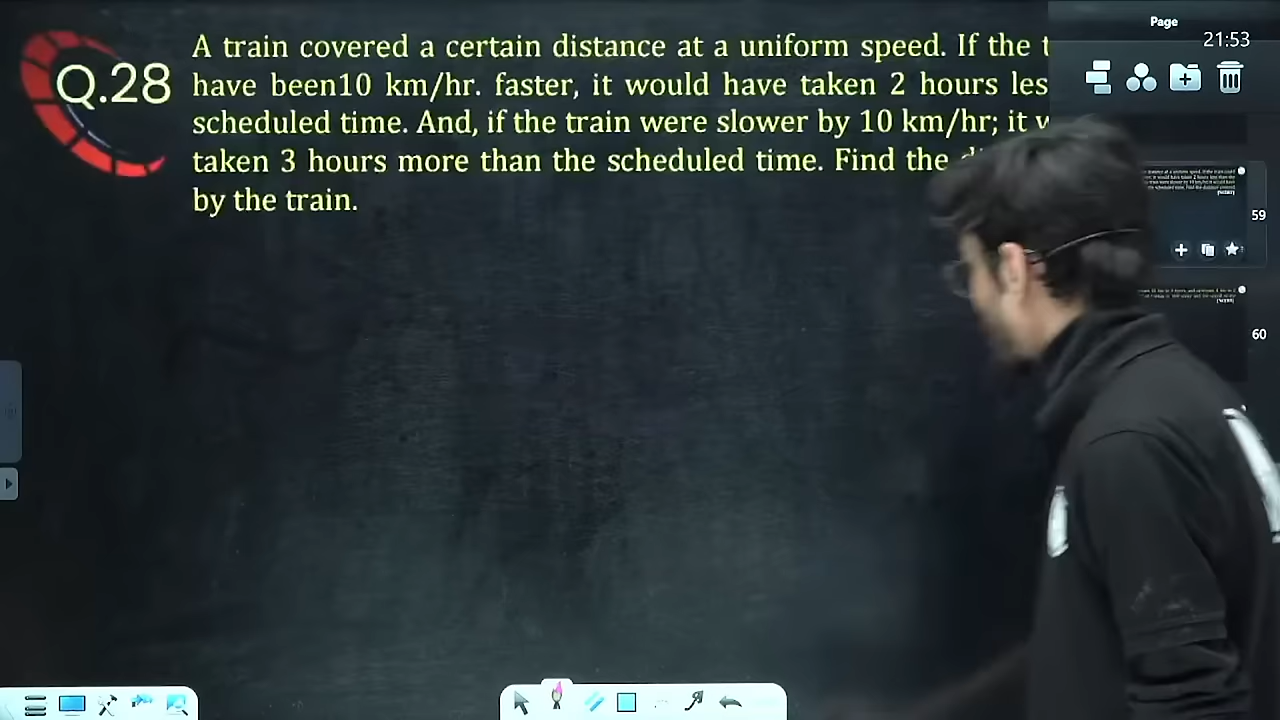 Page
21:53
Q.28
A train covered a certain distance at a uniform speed. If the
have been10 km/hr. faster, it would have taken 2 hours
scheduled time. And, if the train were slower by 10 km/hr; it
taken 3 hours more than the scheduled time. Find the
by the train.
59
60